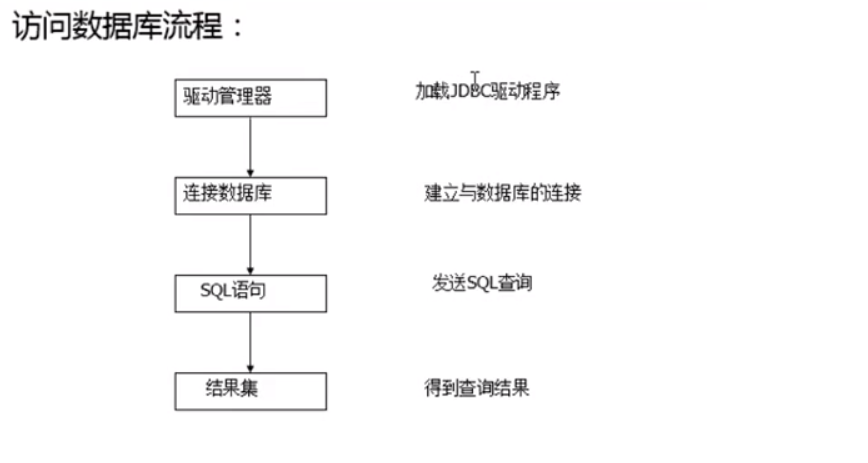 访问数据库流程：
驱动管理器
加载JDBC驱动程序
连接数据库
建立与数据库的连接
SQL语句
发送SQL查询
结果集
得到查询结果